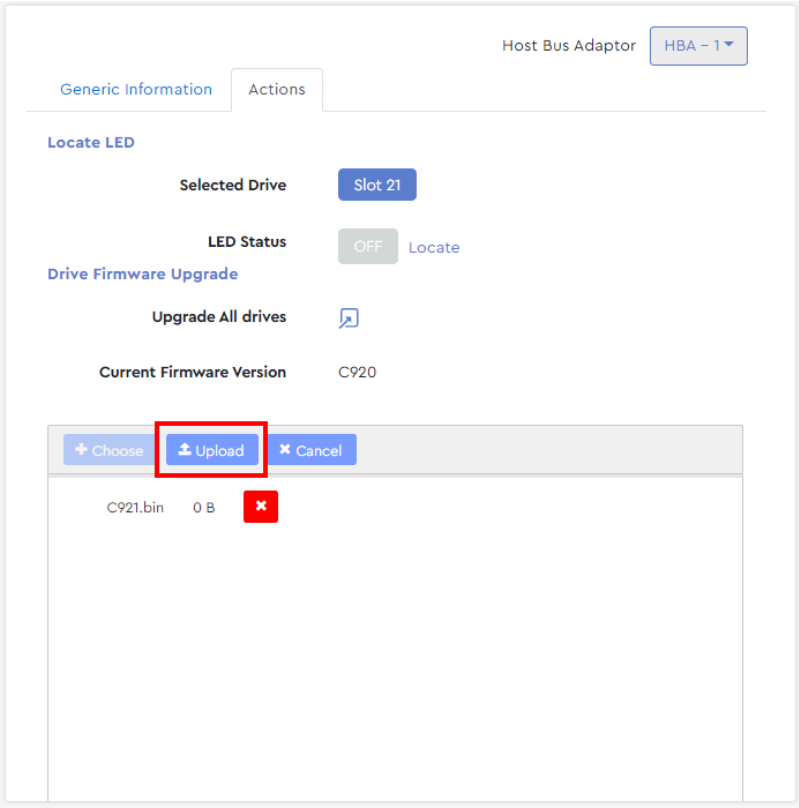 Host Bus Adaptor HBA - 1
Generic Information Actions
Locate LED
Selected Drive Slot 21
LED Status OFF Locate
Drive Firmware Upgrade
Upgrade All drives
Current Firmware Version C920
Choose Upload Cancel
C921.bin 0 B